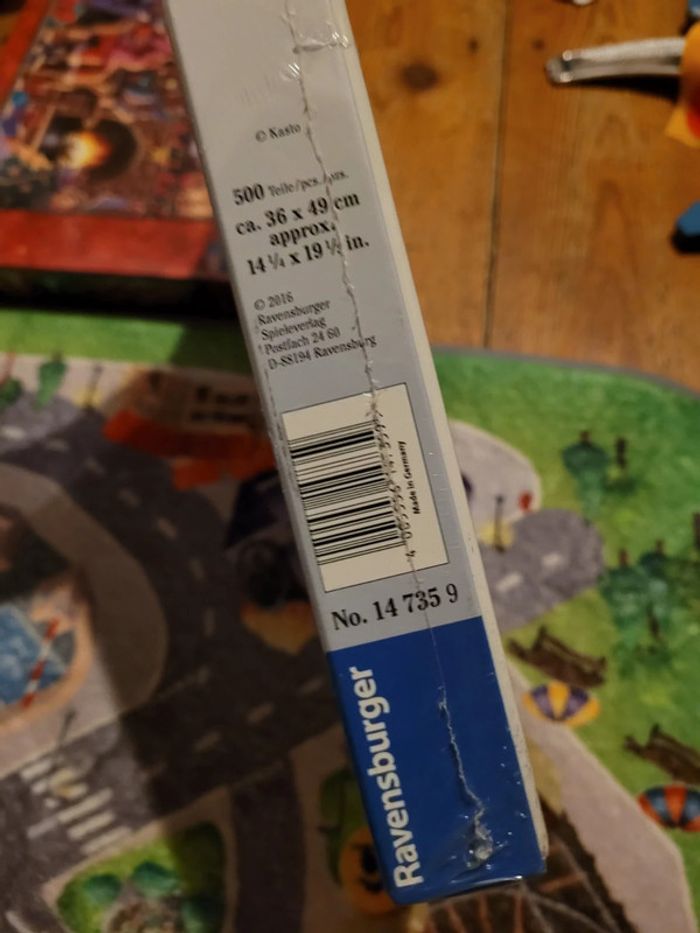 © Kasto
500 Teile/pcs./pzs.
ca. 36 x 49 cm
approx.
14 ¼ x 19 ½ in.
© 2016
Ravensburger
Spieleverlag
Postfach 24 60
D-88194 Ravensburg
Made in Germany
No. 14 735 9
Ravensburger